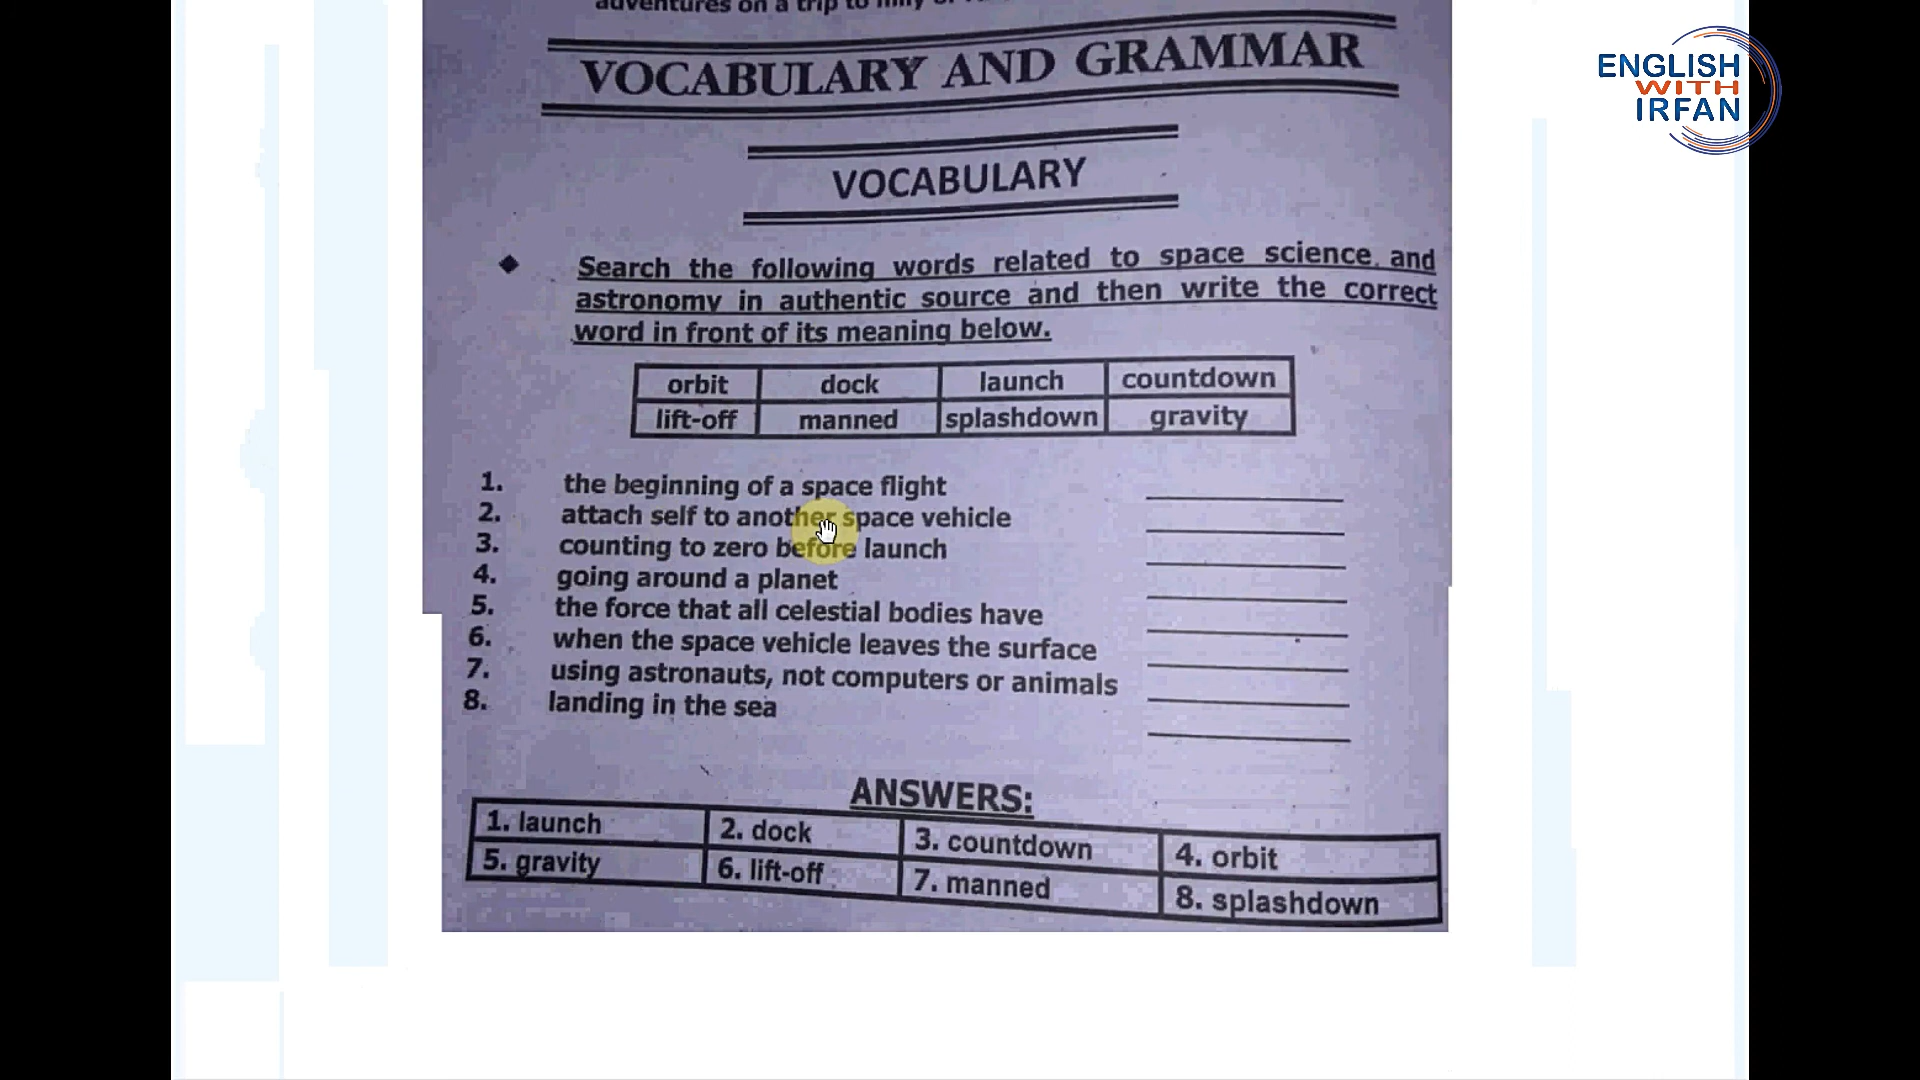 adventures on a trip to
ENGLISH
WITH
IRFAN
VOCABULARY AND GRAMMAR
VOCABULARY
Search the following words related to space science and
astronomy in authentic source and then write the correct
word in front of its meaning below.
orbit dock launch countdown
lift-off manned splashdown gravity
1. the beginning of a space flight
2. attach self to another space vehicle
3. counting to zero before launch
4. going around a planet
5. the force that all celestial bodies have
6. when the space vehicle leaves the surface
7. using astronauts, not computers or animals
8. landing in the sea
ANSWERS:
1. launch 2. dock 3. countdown 4. orbit
5. gravity 6. lift-off 7. manned 8. splashdown